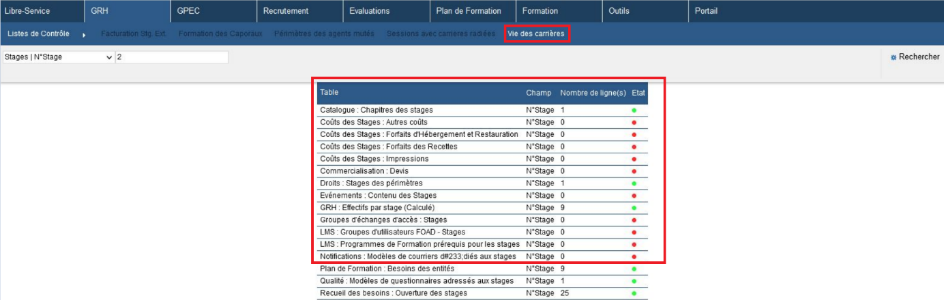 Libre-Service GRH GPEC Recrutement Evaluations Plan de Formation Formation Outils Portail
Listes de Contrôle Facturation Stg. Ent. Formation des Caporaux Périmètres des agents mutés Sessions avec carrières radiées Vie des carrières
Stages | N°Stage 2 Rechercher
Table Champ Nombre de ligne(s) Etat
Catalogue : Chapitres des stages N°Stage 1
Coûts des Stages : Autres coûts N°Stage 0
Coûts des Stages : Forfaits d'Hébergement et Restauration N°Stage 0
Coûts des Stages : Forfaits des Recettes N°Stage 0
Coûts des Stages : Impressions N°Stage 0
Commercialisation : Devis N°Stage 0
Droits : Stages des périmètres N°Stage 1
Evénements : Contenu des Stages N°Stage 0
GRH : Effectifs par stage (Calculé) N°Stage 9
Groupes d'échanges d'accès : Stages N°Stage 0
LMS : Groupes d'utilisateurs FOAD - Stages N°Stage 0
LMS : Programmes de Formation prérequis pour les stages N°Stage 0
Notifications : Modèles de courriers d#233;diés aux stages N°Stage 0
Plan de Formation : Besoins des entités N°Stage 9
Qualité : Modèles de questionnaires adressés aux stages N°Stage 1
Recueil des besoins : Ouverture des stages N°Stage 25